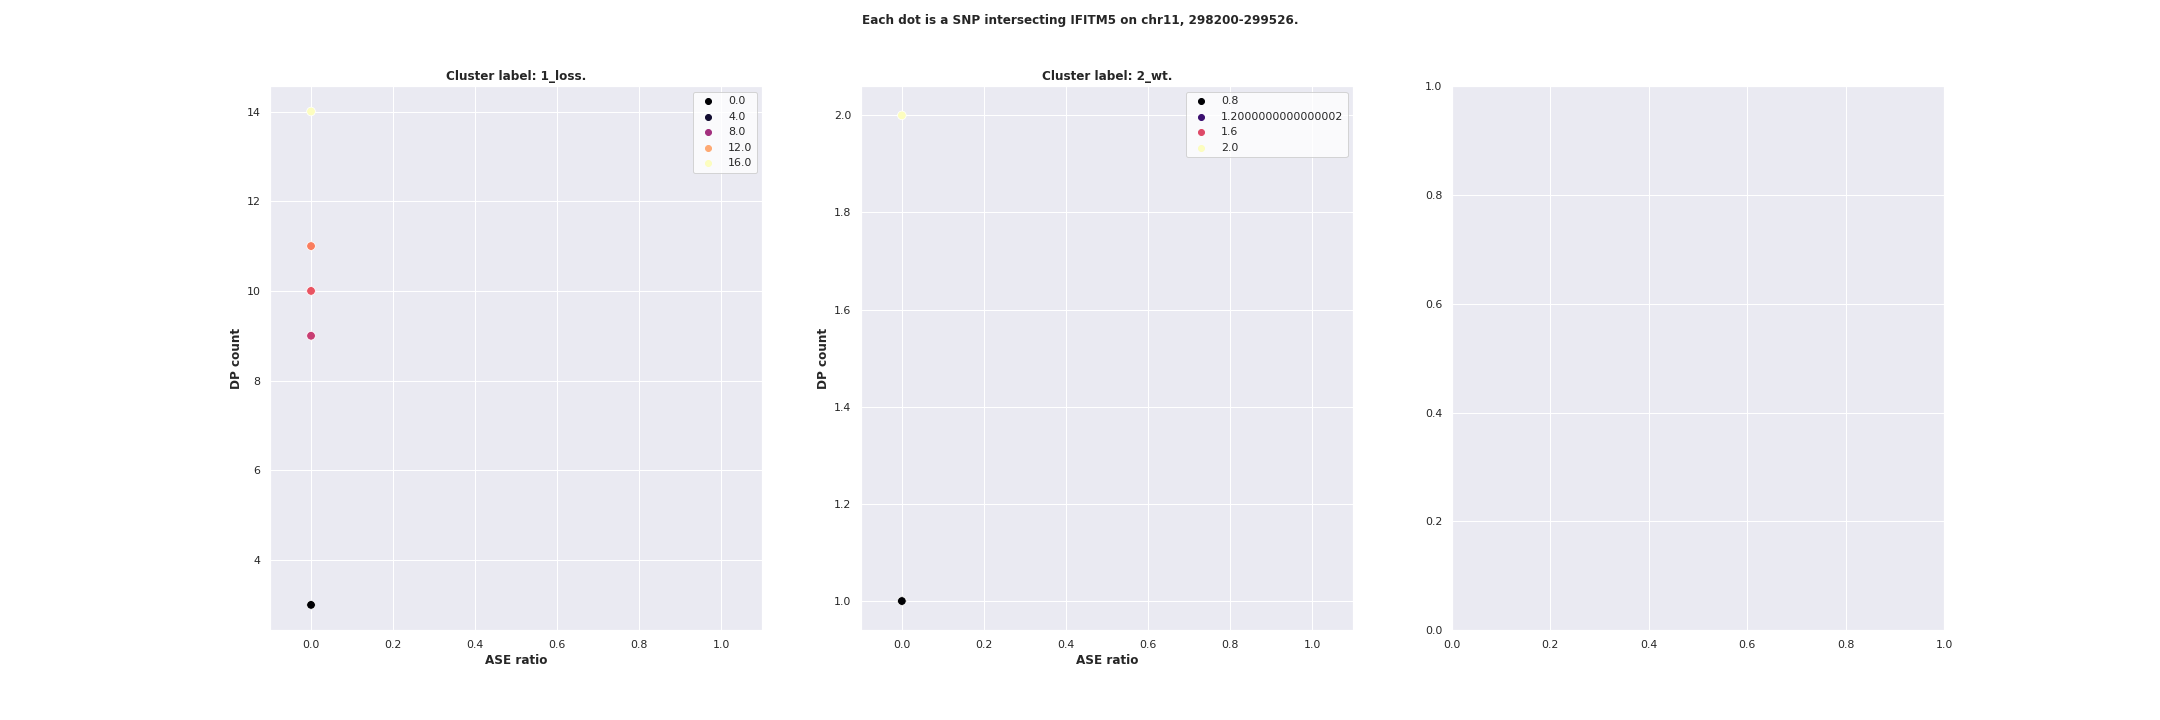 Each dot is a SNP intersecting IFITM5 on chr11, 298200-299526.
Cluster label: 1_loss.
14
12
10
8
6
4
DP count
0.0
4.0
8.0
12.0
16.0
0.0 0.2 0.4 0.6 0.8 1.0
ASE ratio
Cluster label: 2_wt.
2.0
1.8
1.6
1.4
1.2
1.0
DP count
0.8
1.2000000000000002
1.6
2.0
0.0 0.2 0.4 0.6 0.8 1.0
ASE ratio
1.0
0.8
0.6
0.4
0.2
0.0
0.0 0.2 0.4 0.6 0.8 1.0